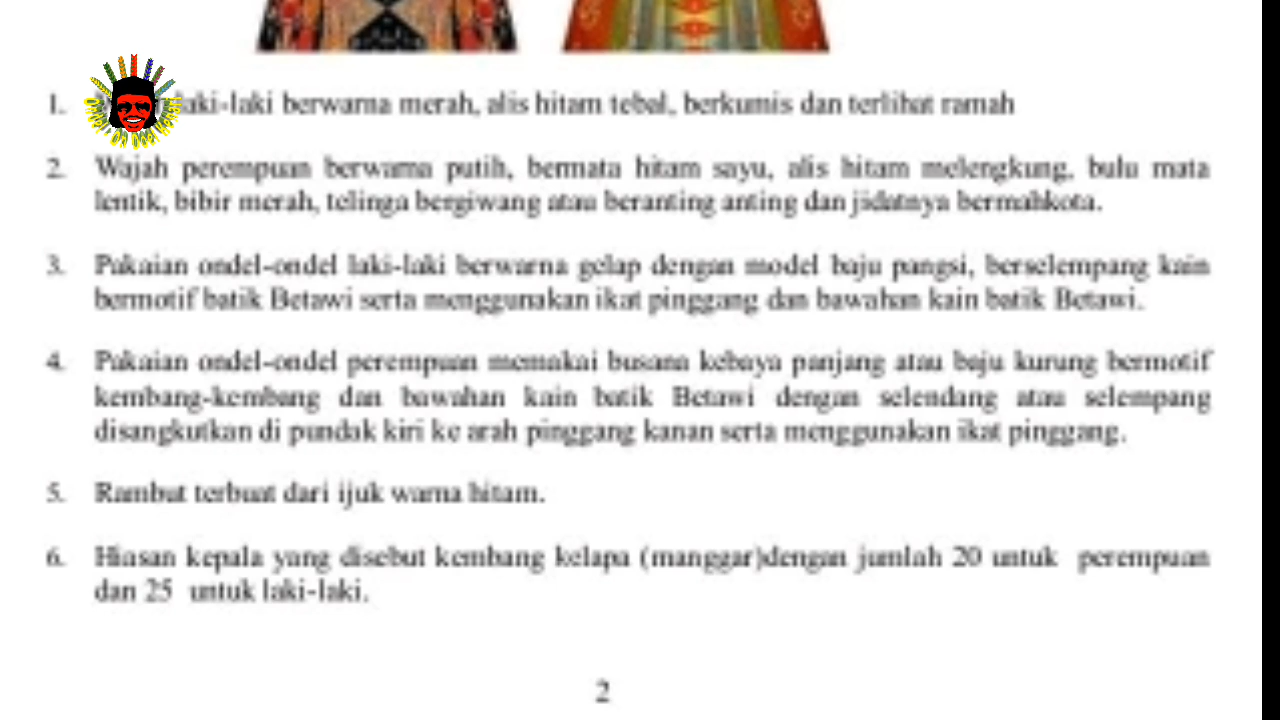 1. laki-laki berwarna merah, alis hitam tebal, berkumis dan terlihat ramah
2. Wajah perempuan berwarna putih, bermata hitam sayu, alis hitam melengkung, bulu mata
lentik, bibir merah, telinga bergiwang atau beranting anting dan jidatnya bermahkota.
3. Pakaian ondel-ondel laki-laki berwarna gelap dengan model baju pangsi, berselempang kain
bermotif batik Betawi serta menggunakan ikat pinggang dan bawahan kain batik Betawi.
4. Pakaian ondel-ondel perempuan memakai busana kebaya panjang atau baju kurung bermotif
kembang-kembang dan bawahan kain batik Betawi dengan selendang atau selempang
disangkutkan di pundak kiri ke arah pinggang kanan serta menggunakan ikat pinggang.
5. Rambut terbuat dari ijuk warna hitam.
6. Hiasan kepala yang disebut kembang kelapa (manggar)dengan jumlah 20 untuk perempuan
dan 25 untuk laki-laki.
2